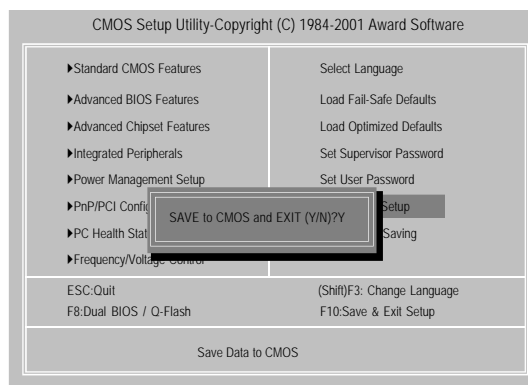 CMOS Setup Utility-Copyright (C) 1984-2001 Award Software
▶Standard CMOS Features
▶Advanced BIOS Features
▶Advanced Chipset Features
▶Integrated Peripherals
▶Power Management Setup
▶PnP/PCI
▶PC Health
▶Frequency/Voltage Control
Select Language
Load Fail-Safe Defaults
Load Optimized Defaults
Set Supervisor Password
Set User Password
Setup
Saving
SAVE to CMOS and EXIT (Y/N)?Y
ESC:Quit
(Shift)F3: Change Language
F8:Dual BIOS / Q-Flash
F10:Save & Exit Setup
Save Data to CMOS